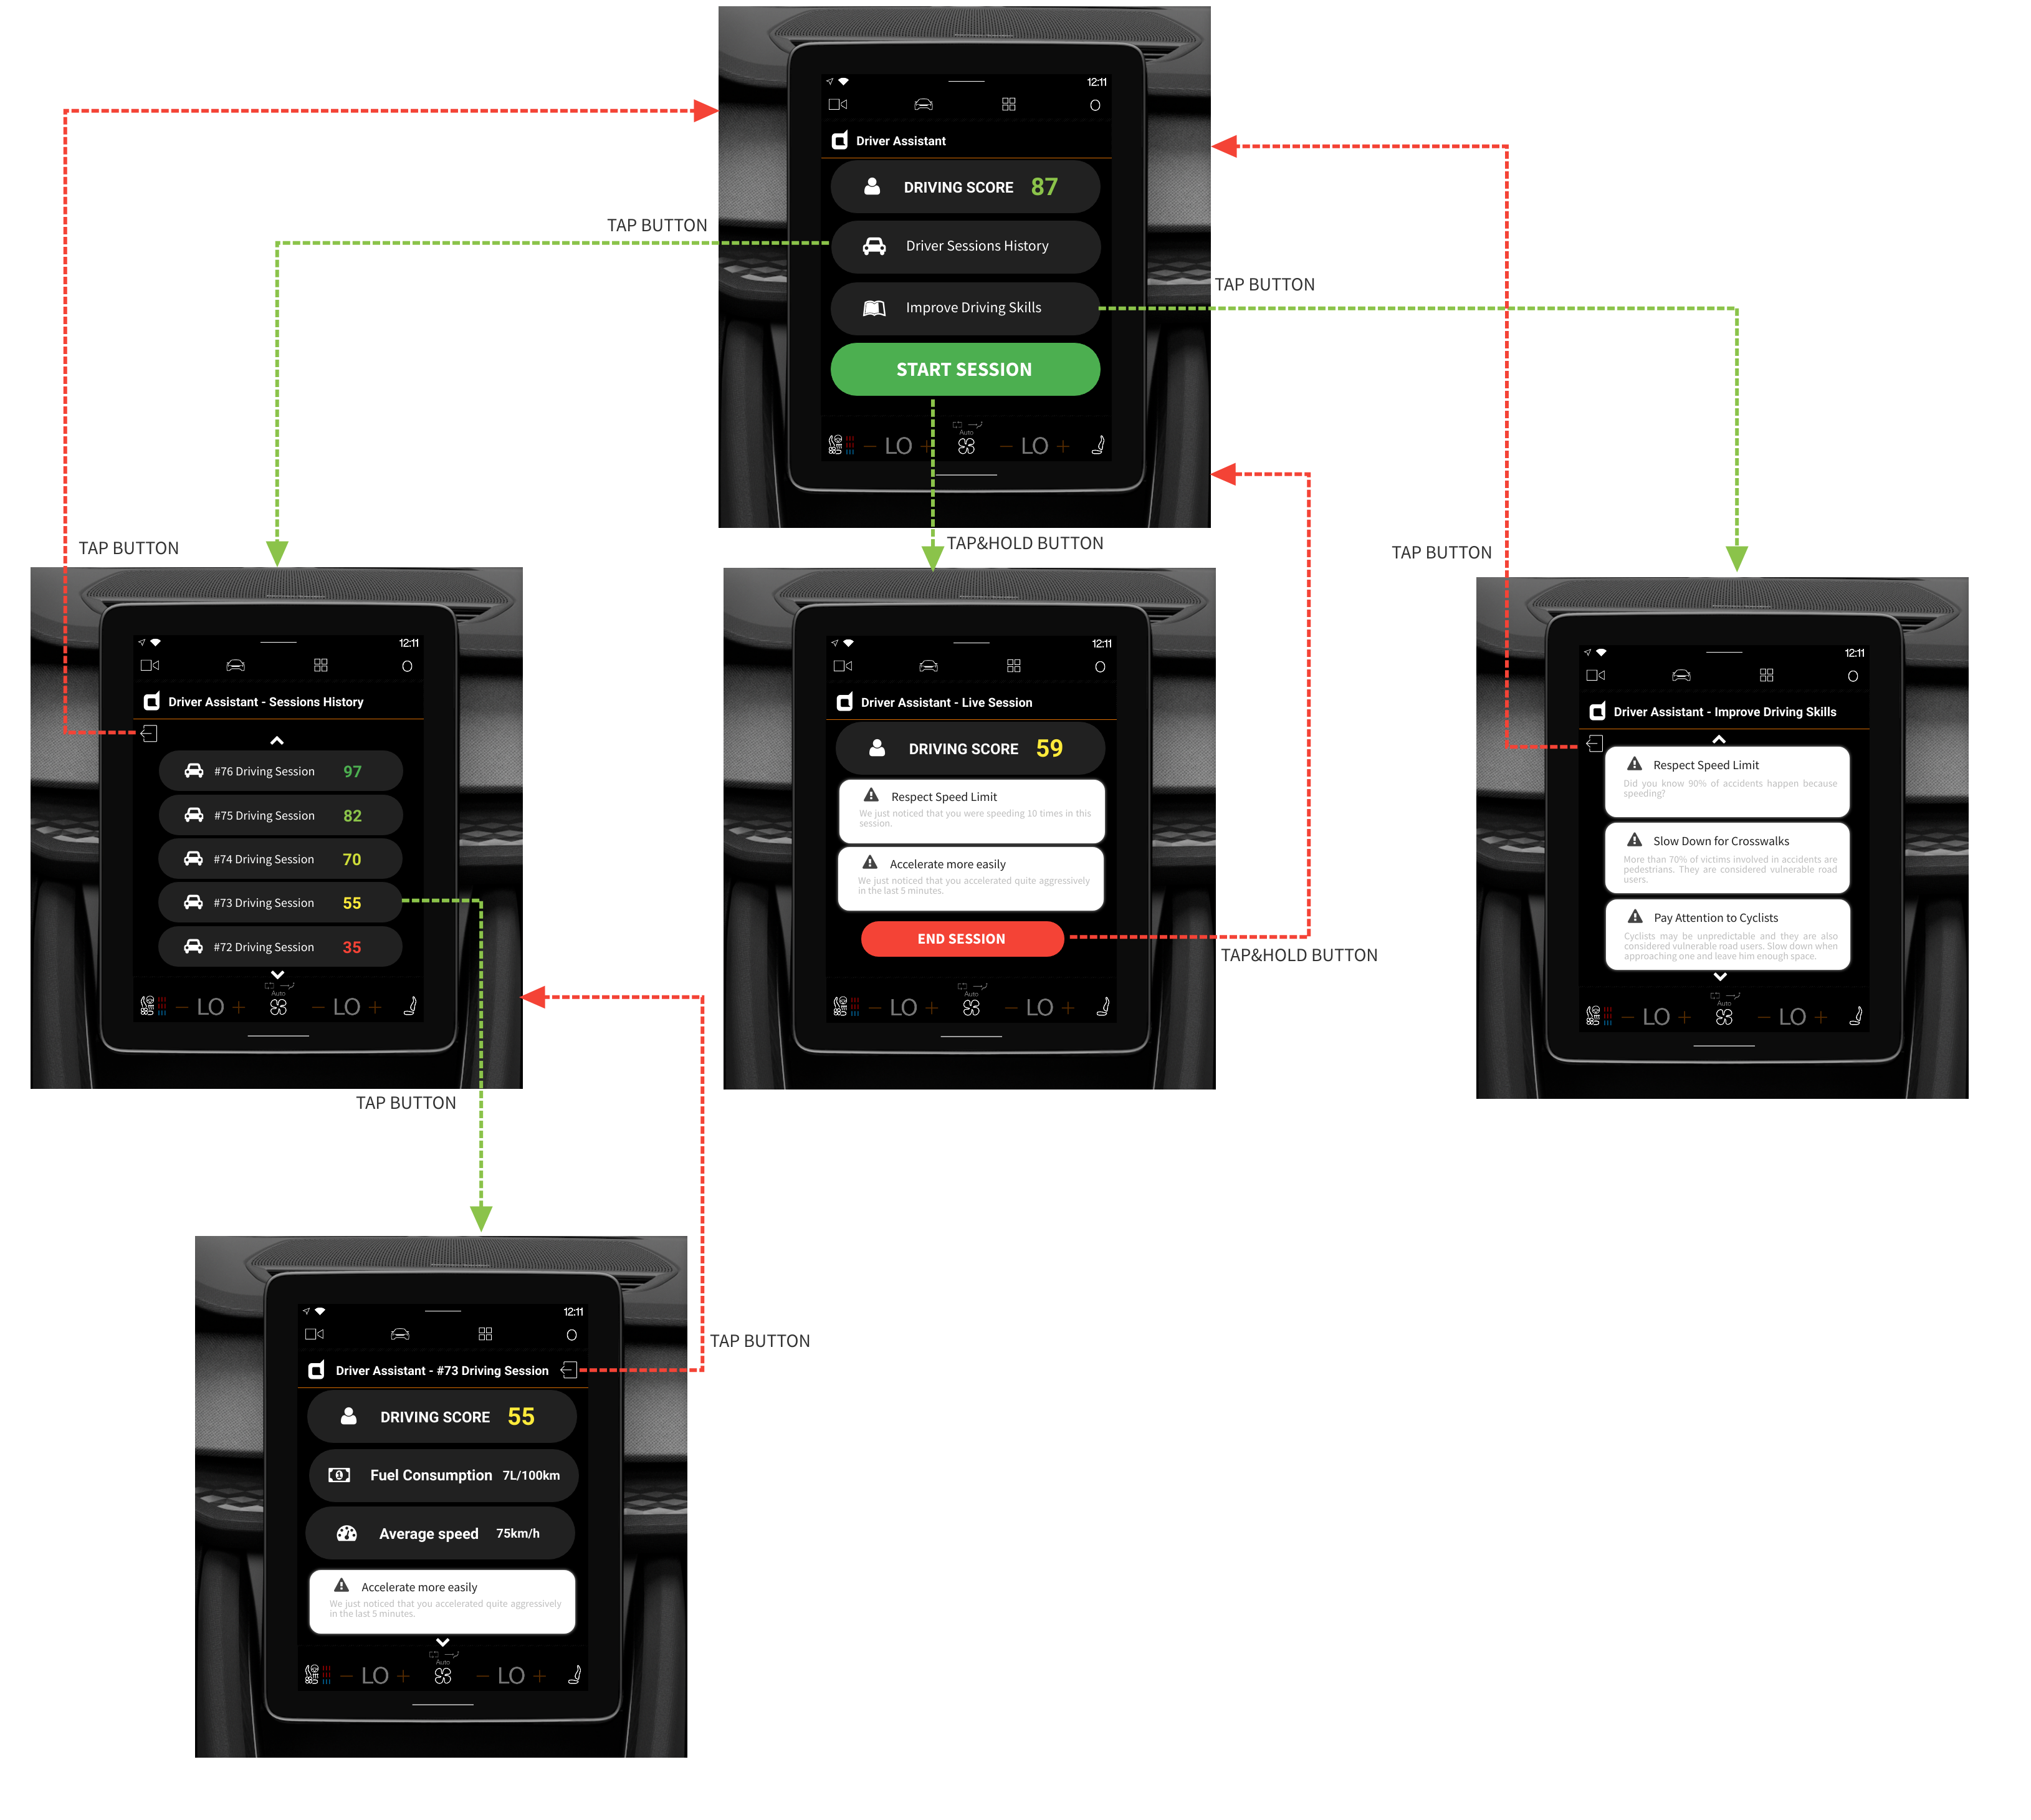 12:11
Driver Assistant
DRIVING SCORE 87
Driver Sessions History
Improve Driving Skills
START SESSION
Auto
− LO + − LO +
TAP BUTTON
TAP BUTTON
TAP&HOLD BUTTON
TAP BUTTON
TAP BUTTON
12:11
Driver Assistant - Sessions History
#76 Driving Session 97
#75 Driving Session 82
#74 Driving Session 70
#73 Driving Session 55
#72 Driving Session 35
Auto
− LO + − LO +
TAP BUTTON
12:11
Driver Assistant - Live Session
DRIVING SCORE 59
Respect Speed Limit
We just noticed that you were speeding 10 times in this
session.
Accelerate more easily
We just noticed that you accelerated quite aggressively
in the last 5 minutes.
END SESSION
Auto
− LO + − LO +
TAP&HOLD BUTTON
12:11
Driver Assistant - Improve Driving Skills
Respect Speed Limit
Did you know 90% of accidents happen because
speeding?
Slow Down for Crosswalks
More than 70% of victims involved in accidents are
pedestrians. They are considered vulnerable road
users.
Pay Attention to Cyclists
Cyclists may be unpredictable and they are also
considered vulnerable road users. Slow down when
approaching one and leave him enough space.
Auto
− LO + − LO +
12:11
Driver Assistant - #73 Driving Session
DRIVING SCORE 55
Fuel Consumption 7L/100km
Average speed 75km/h
Accelerate more easily
We just noticed that you accelerated quite aggressively
in the last 5 minutes.
Auto
− LO + − LO +
TAP BUTTON